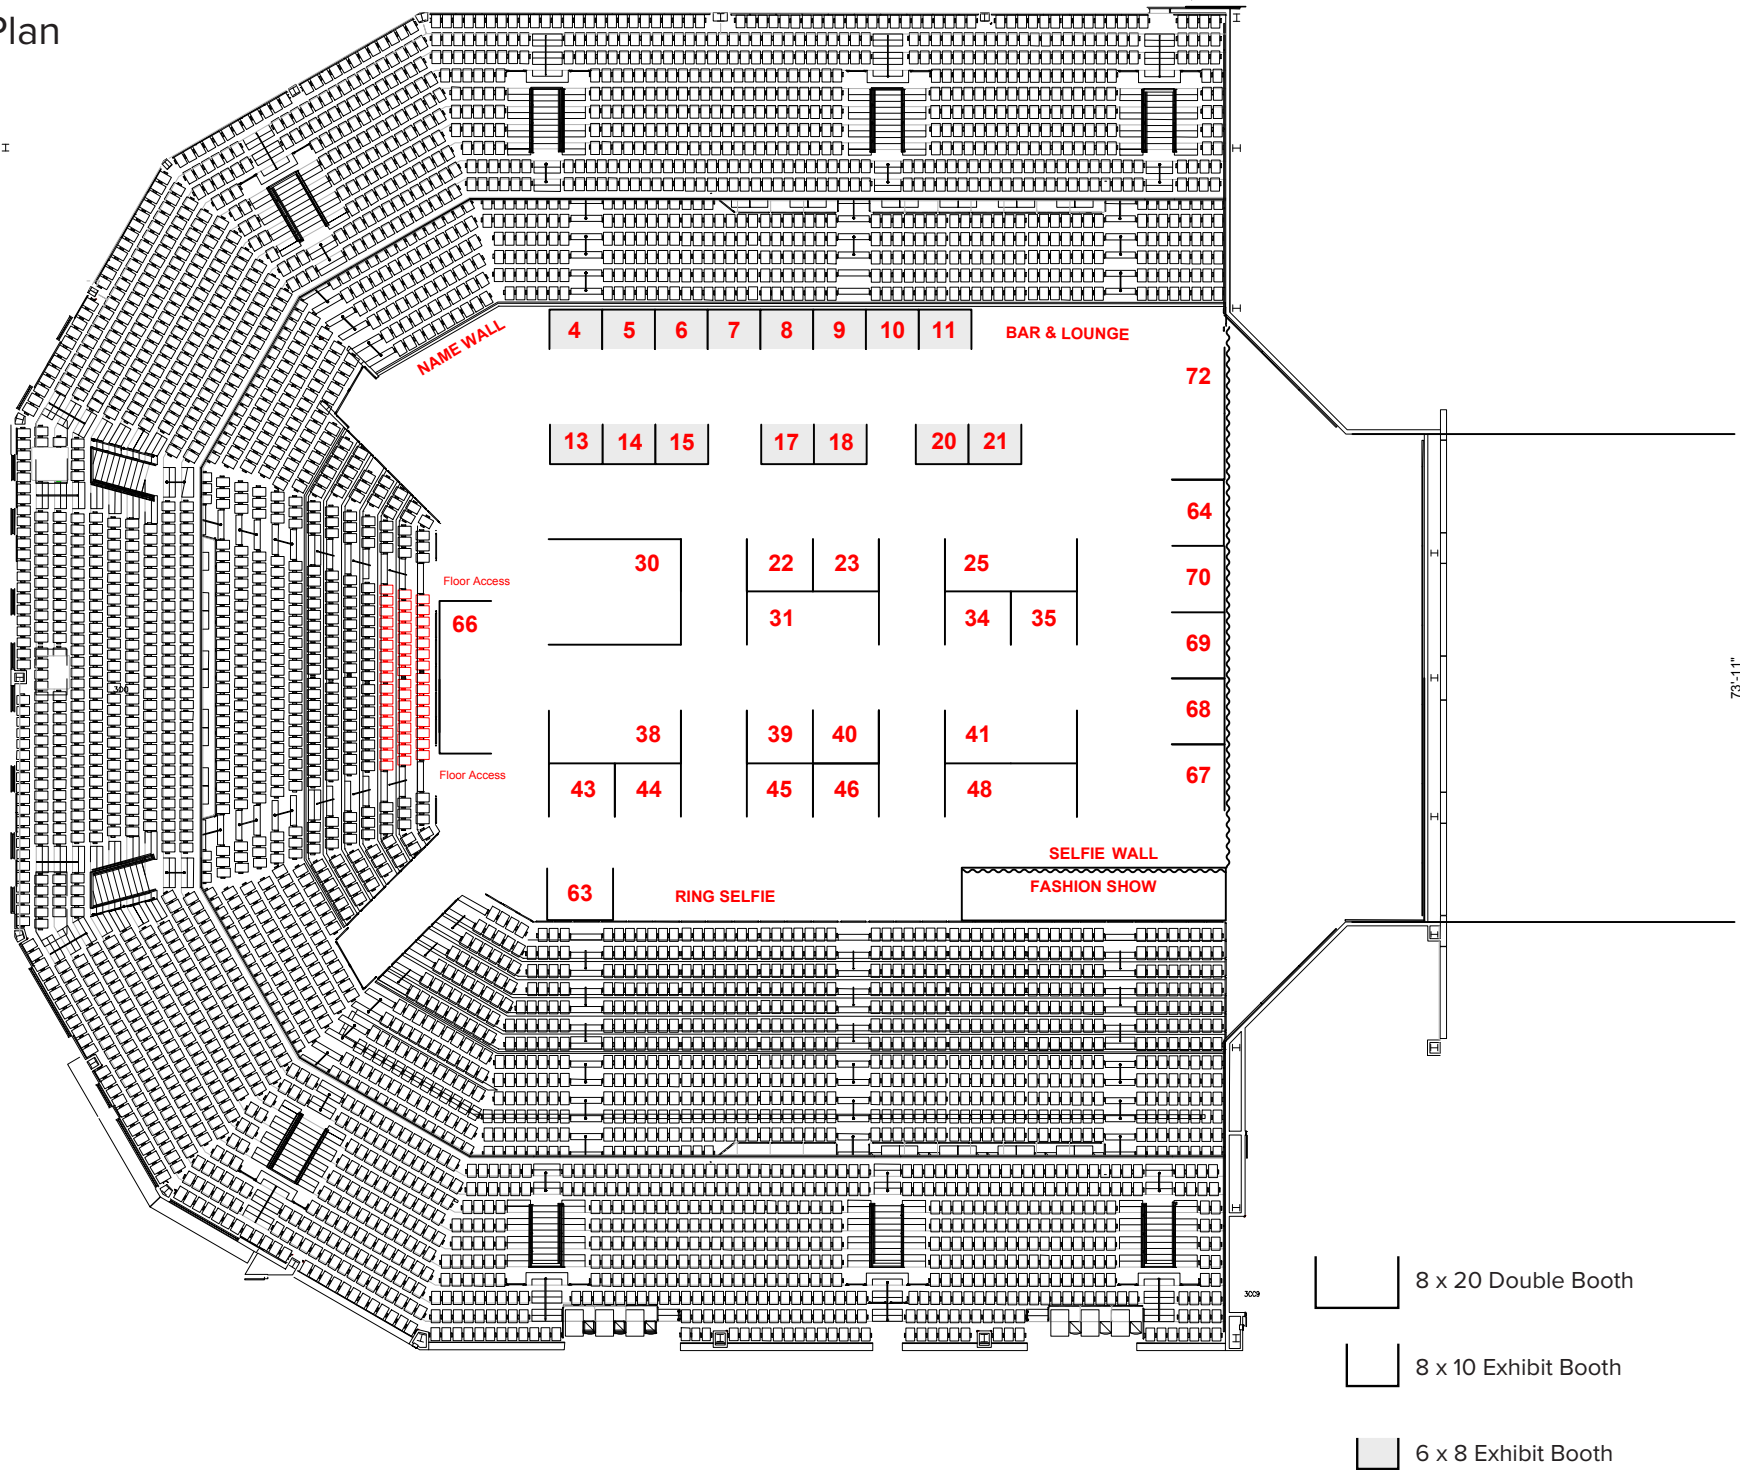 Plan
4 5 6 7 8 9 10 11
BAR & LOUNGE
NAME WALL
72
13 14 15 17 18 20 21
64
30 22 23 25
Floor Access
70
66
31 34 35
69
300
73'-11"
68
38 39 40 41
Floor Access
67
43 44 45 46 48
SELFIE WALL
63
RING SELFIE
FASHION SHOW
8 x 20 Double Booth
3009
8 x 10 Exhibit Booth
6 x 8 Exhibit Booth